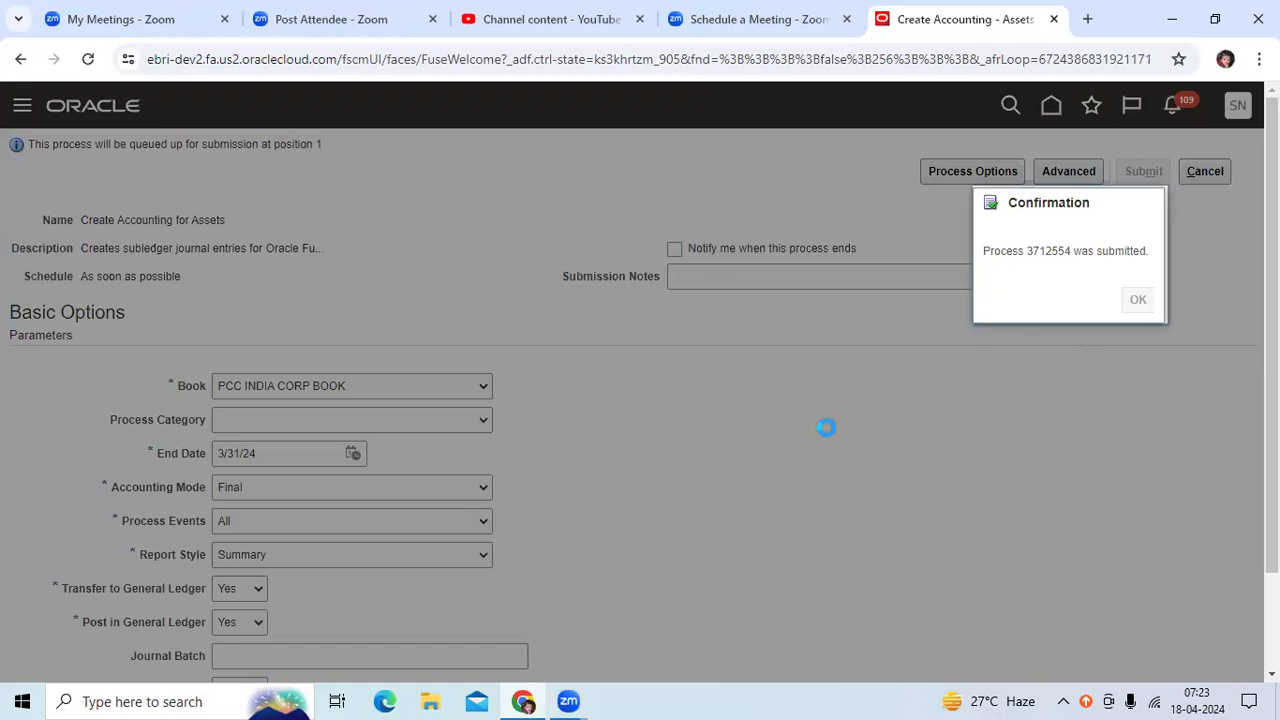 My Meetings - Zoom
Post Attendee - Zoom
Channel content - YouTube
Schedule a Meeting - Zoom
Create Accounting - Assets
ebri-dev2.fa.us2.oraclecloud.com/fscmUI/faces/FuseWelcome?_adf.ctrl-state=ks3khrtzm_905&fnd=%3B%3B%3B%3Bfalse%3B256%3B%3B%3B&_afrLoop=6724386831921171
ORACLE
109
SN
This process will be queued up for submission at position 1
Process Options
Advanced
Submit
Cancel
Confirmation
Process 3712554 was submitted.
OK
Name Create Accounting for Assets
Description Creates subledger journal entries for Oracle Fu...
Notify me when this process ends
Schedule As soon as possible
Submission Notes
Basic Options
Parameters
* Book PCC INDIA CORP BOOK
Process Category
* End Date 3/31/24
* Accounting Mode Final
* Process Events All
* Report Style Summary
* Transfer to General Ledger Yes
* Post in General Ledger Yes
Journal Batch
Type here to search
27°C Haze
07:23
18-04-2024